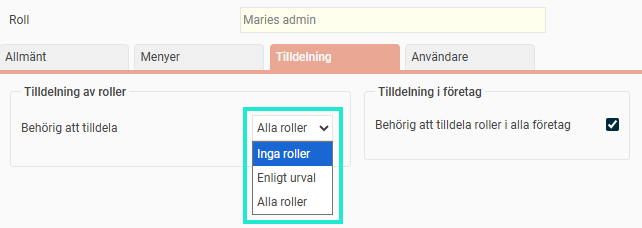 Roll
Maries admin
Allmänt
Menyer
Tilldelning
Användare
Tilldelning av roller
Behörig att tilldela
Alla roller
Inga roller
Enligt urval
Alla roller
Tilldelning i företag
Behörig att tilldela roller i alla företag